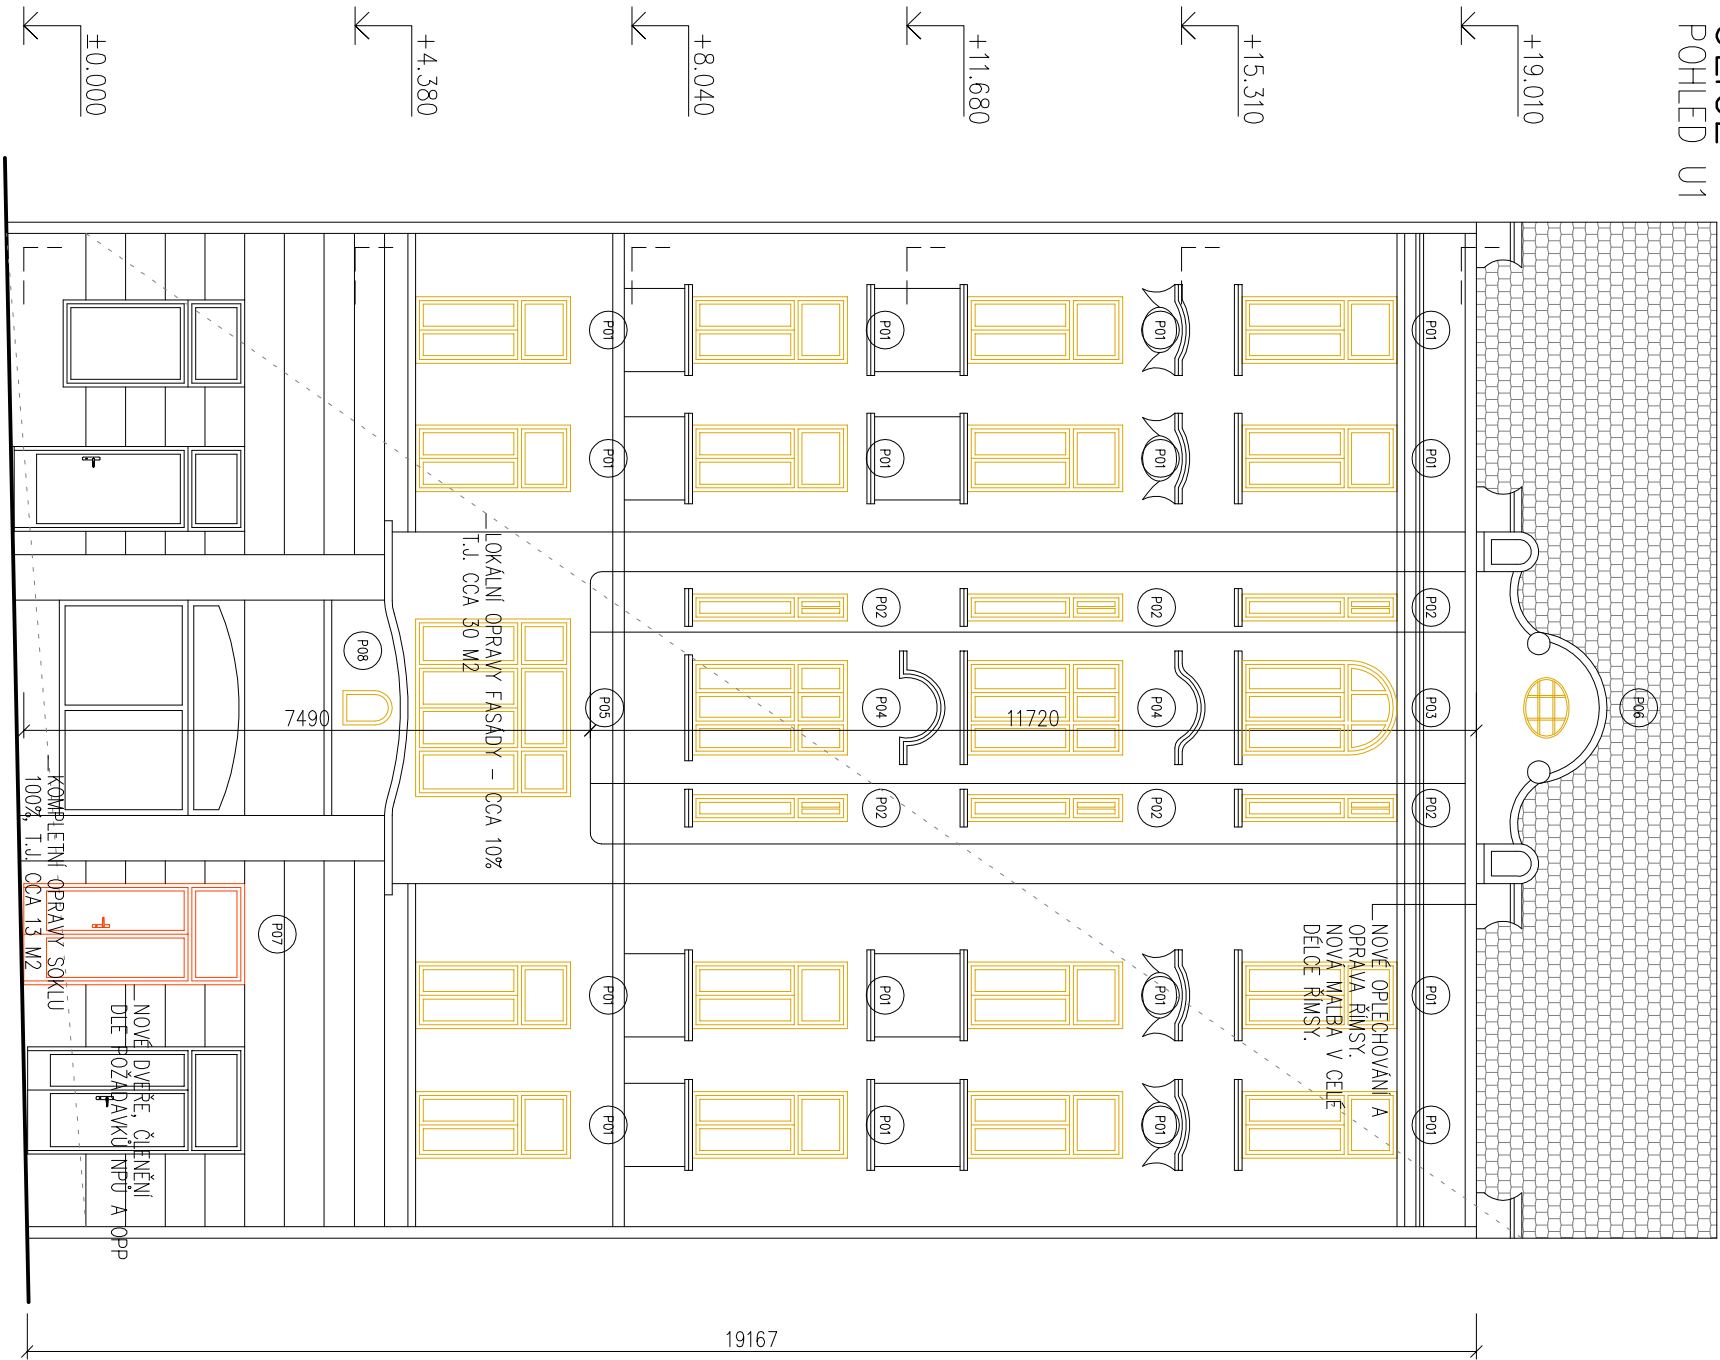 POHLED U1
+19.010
+15.310
+11.680
+8.040
+4.380
±0.000
P06
P01
P01
P02
P03
P02
P01
P01
P01
P01
P02
P04
P02
P01
P01
P01
P01
P02
P04
P02
P01
P01
P01
P01
P05
P01
P01
P08
P07
NOVÉ OPLECHOVÁNÍ A
OPRAVA ŘÍMSY.
NOVÁ MALBA V CELÉ
DÉLCE ŘÍMSY.
LOKÁLNÍ OPRAVY FASÁDY – CCA 10%
T.J. CCA 30 M2
NOVÉ DVEŘE, ČLENĚNÍ
DLE POŽADAVKŮ NPÚ A OPP
KOMPLETNÍ OPRAVY SOKLU
100%, T.J. CCA 13 M2
7490
11720
19167